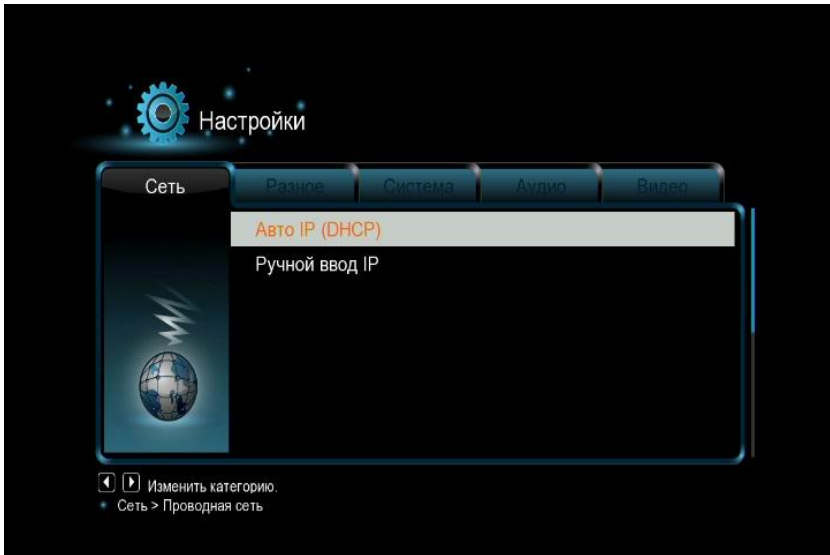 Настройки
Сеть Разное Система Аудио Видео
Авто IP (DHCP)
Ручной ввод IP
Изменить категорию.
Сеть > Проводная сеть